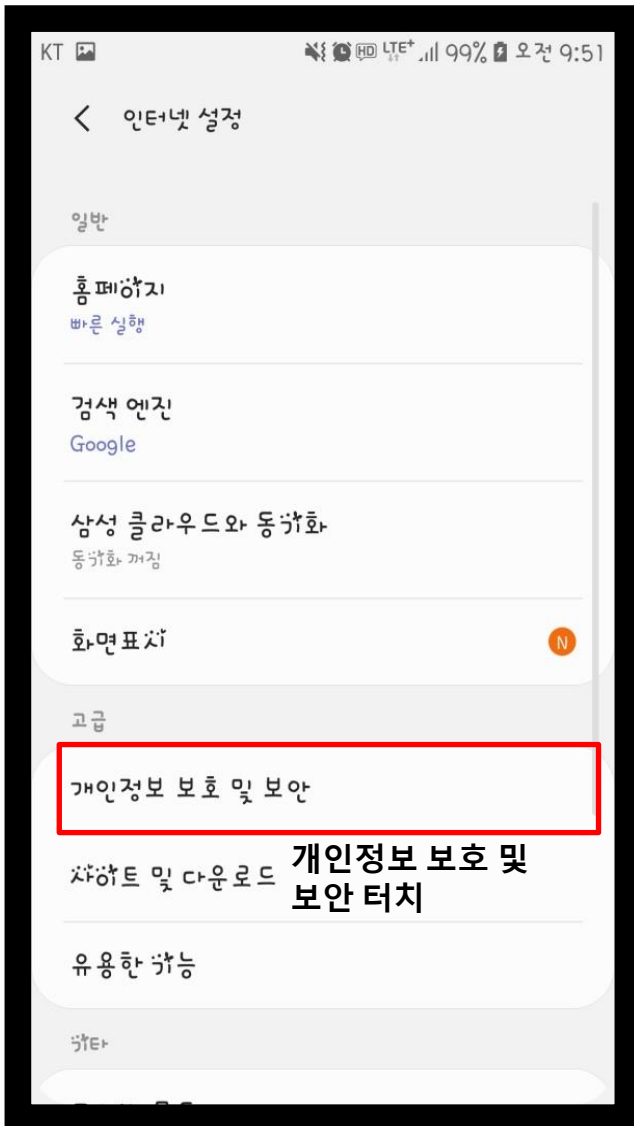 KT HD LTE+ 99% 오전 9:51
인터넷 설정
일반
홈페이지
빠른 실행
검색 엔진
Google
삼성 클라우드와 동기화
동기화 꺼짐
화면표시 N
고급
개인정보 보호 및 보안
사이트 및 다운로드
개인정보 보호 및
보안 터치
유용한 기능
기타